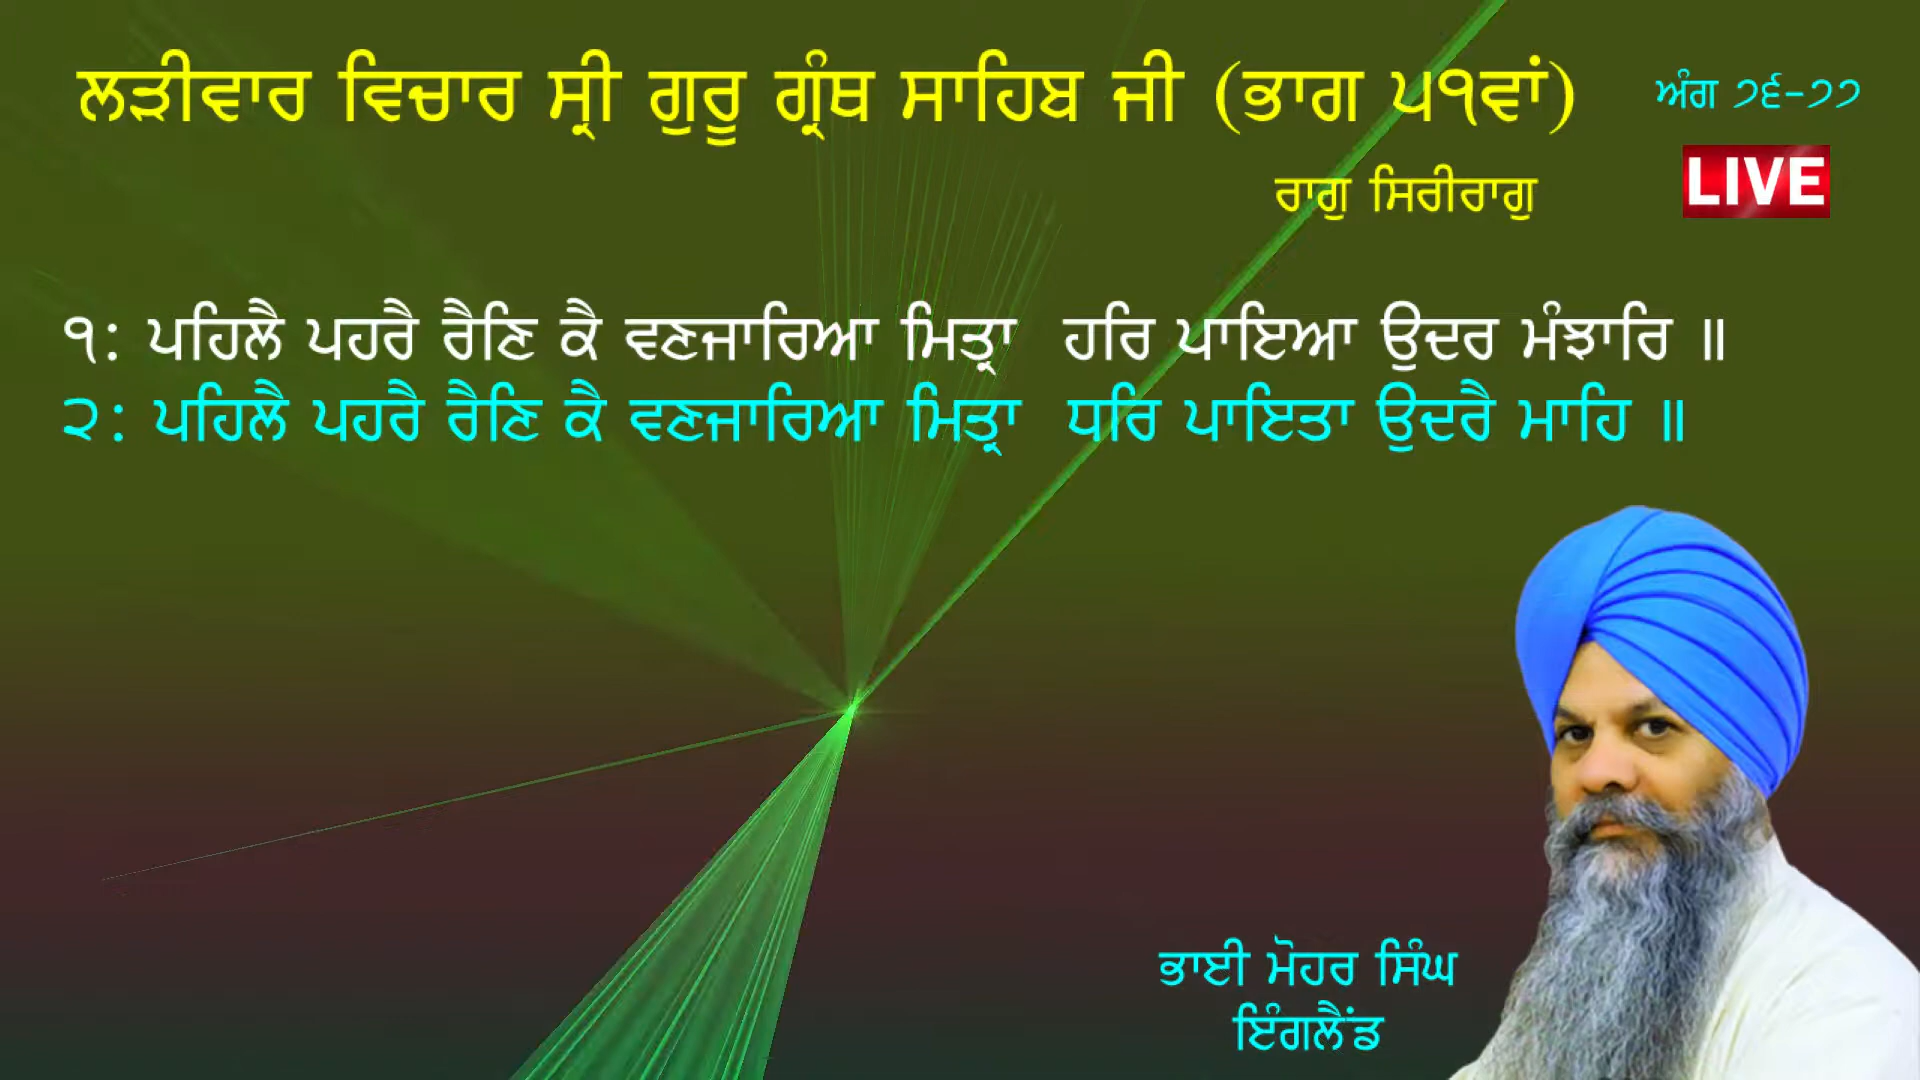 ਲੜੀਵਾਰ ਵਿਚਾਰ ਸ੍ਰੀ ਗੁਰੂ ਗ੍ਰੰਥ ਸਾਹਿਬ ਜੀ (ਭਾਗ ੫੧ਵਾਂ)
ਅੰਗ ੭੬-੭੭
LIVE
ਰਾਗੁ ਸਿਰੀਰਾਗੁ
੧: ਪਹਿਲੈ ਪਹਰੈ ਰੈਣਿ ਕੈ ਵਣਜਾਰਿਆ ਮਿਤ੍ਰਾ ਹਰਿ ਪਾਇਆ ਉਦਰ ਮੰਝਾਰਿ ॥
੨: ਪਹਿਲੈ ਪਹਰੈ ਰੈਣਿ ਕੈ ਵਣਜਾਰਿਆ ਮਿਤ੍ਰਾ ਧਰਿ ਪਾਇਤਾ ਉਦਰੈ ਮਾਹਿ ॥
ਭਾਈ ਮੋਹਰ ਸਿੰਘ
ਇੰਗਲੈਂਡ